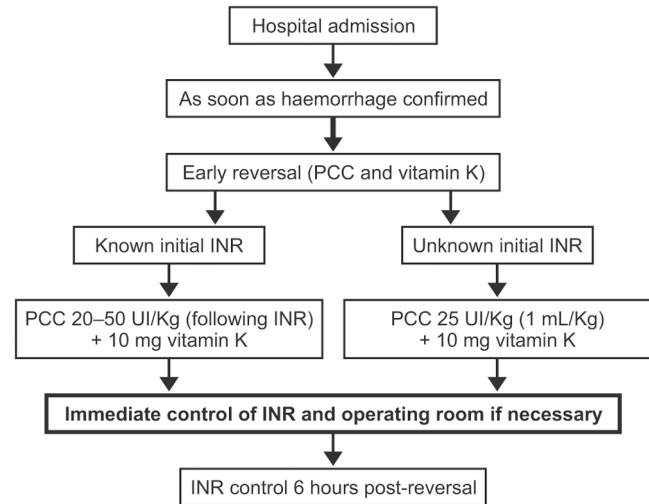 Hospital admission
As soon as haemorrhage confirmed
Early reversal (PCC and vitamin K)
Known initial INR
Unknown initial INR
PCC 20–50 UI/Kg (following INR)
+ 10 mg vitamin K
PCC 25 UI/Kg (1 mL/Kg)
+ 10 mg vitamin K
Immediate control of INR and operating room if necessary
INR control 6 hours post-reversal